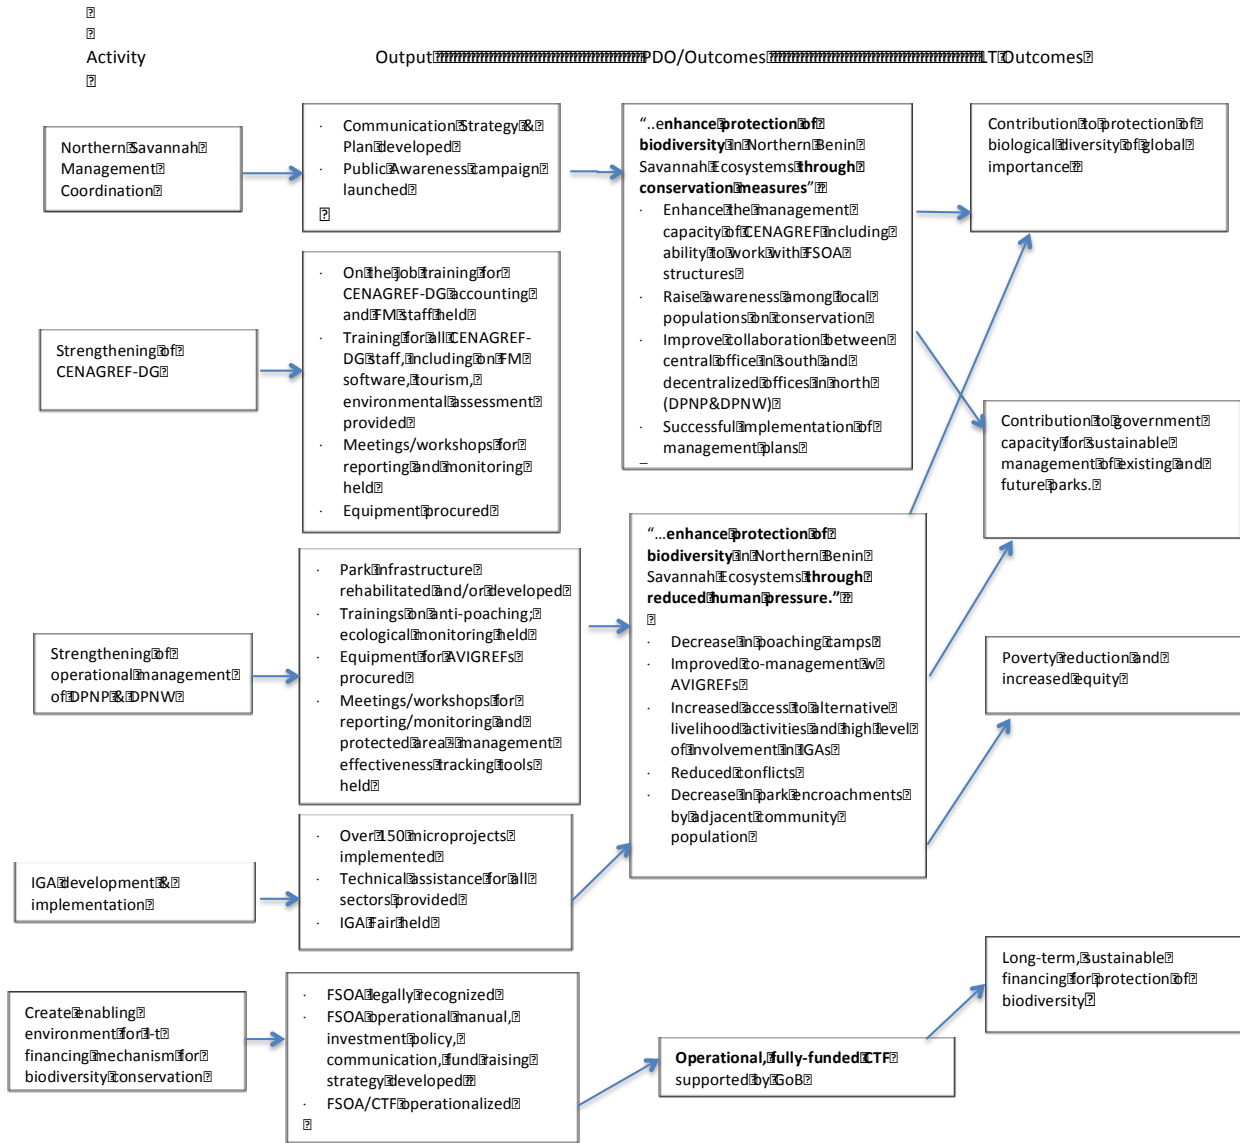 Activity
Output PDO/Outcomes LT Outcomes
Northern Savannah
Management
Coordination
· Communication Strategy &
Plan developed
· Public Awareness campaign
launched
“..enhance protection of
biodiversity in Northern Benin
Savannah Ecosystems through
conservation measures”
· Enhance the management
capacity of CENAGREF including
ability to work with FSOA
structures
· Raise awareness among local
populations on conservation
· Improve collaboration between
central office in south and
decentralized offices in north
(DPNP&DPNW)
· Successful implementation of
management plans
Contribution to protection of
biological diversity of global
importance
Strengthening of
CENAGREF-DG
· On the job training for
CENAGREF-DG accounting
and FM staff held
· Training for all CENAGREF-
DG staff, including on FM
software, tourism,
environmental assessment
provided
· Meetings/workshops for
reporting and monitoring
held
· Equipment procured
Contribution to government
capacity for sustainable
management of existing and
future parks.
Strengthening of
operational management
of DPNP & DPNW
· Park Infrastructure
rehabilitated and/or developed
· Trainings on anti-poaching;
ecological monitoring held
· Equipment for AVIGREFs
procured
· Meetings/workshops for
reporting/monitoring and
protected area management
effectiveness tracking tools
held
“...enhance protection of
biodiversity in Northern Benin
Savannah Ecosystems through
reduced human pressure.”
· Decrease in poaching camps
· Improved co-management w
AVIGREFs
· Increased access to alternative
livelihood activities and high level
of involvement in IGAs
· Reduced conflicts
· Decrease in park encroachments
by adjacent community
population
Poverty reduction and
increased equity
IGA development &
implementation
· Over 150 microprojects
implemented
· Technical assistance for all
sectors provided
· IGA Fair held
Create enabling
environment for l-t
financing mechanism for
biodiversity conservation
· FSOA legally recognized
· FSOA operational manual,
investment policy,
communication, fund raising
strategy developed
· FSOA/CTF operationalized
Operational, fully-funded CTF
supported by GoB
Long-term, sustainable
financing for protection of
biodiversity